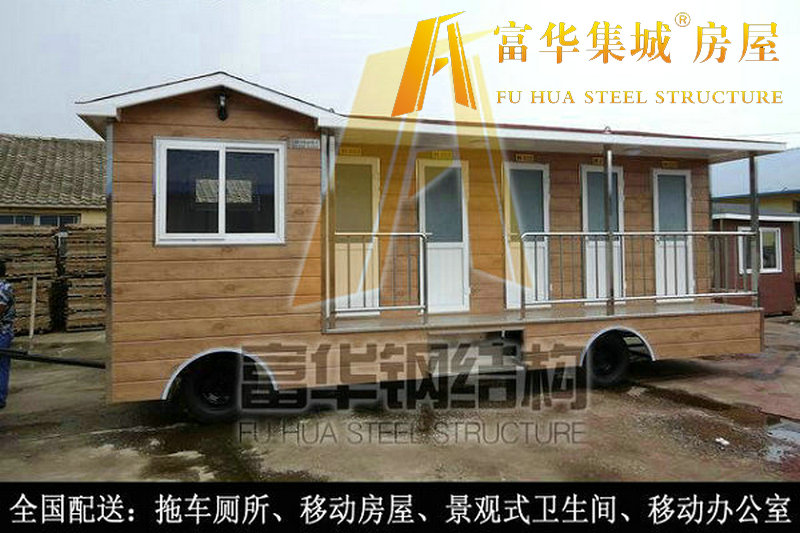 富华集城®房屋
FU HUA STEEL STRUCTURE
富华钢结构
FU HUA STEEL STRUCTURE
全国配送：拖车厕所、移动房屋、景观式卫生间、移动办公室